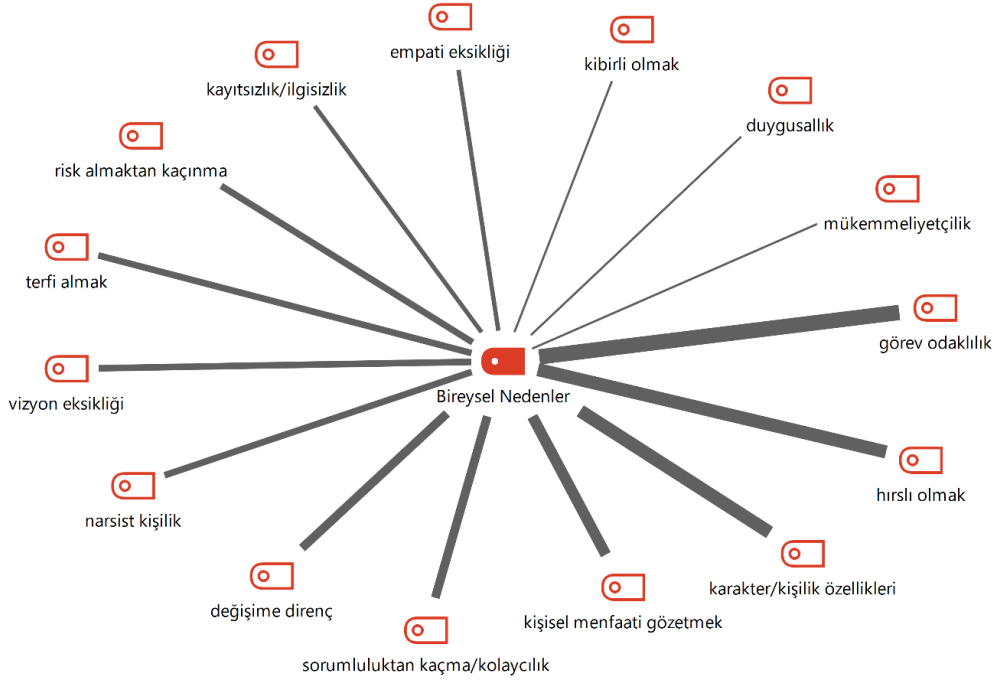 empati eksikliği
kibirli olmak
kayıtsızlık/ilgisizlik
duygusallık
risk almaktan kaçınma
mükemmeliyetçilik
terfi almak
görev odaklılık
vizyon eksikliği
Bireysel Nedenler
hırslı olmak
narsist kişilik
karakter/kişilik özellikleri
değişime direnç
kişisel menfaati gözetmek
sorumluluktan kaçma/kolaycılık